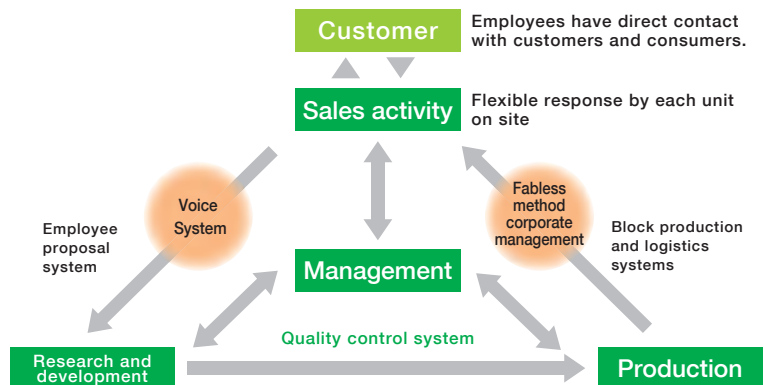 Customer
Employees have direct contact
with customers and consumers.
Sales activity
Flexible response by each unit
on site
Voice
System
Fabless
method
corporate
management
Employee
proposal
system
Block production
and logistics
systems
Management
Quality control system
Research and
development
Production